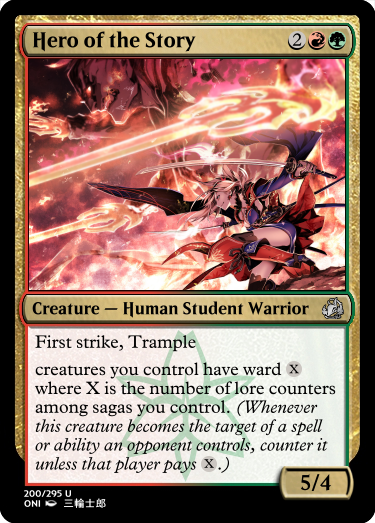 Hero of the Story 2
Creature — Human Student Warrior
First strike, Trample
creatures you control have ward X
where X is the number of lore counters
among sagas you control. (Whenever
this creature becomes the target of a spell
or ability an opponent controls, counter it
unless that player pays X.)
5/4
200/295 U
ONI 三輪士郎